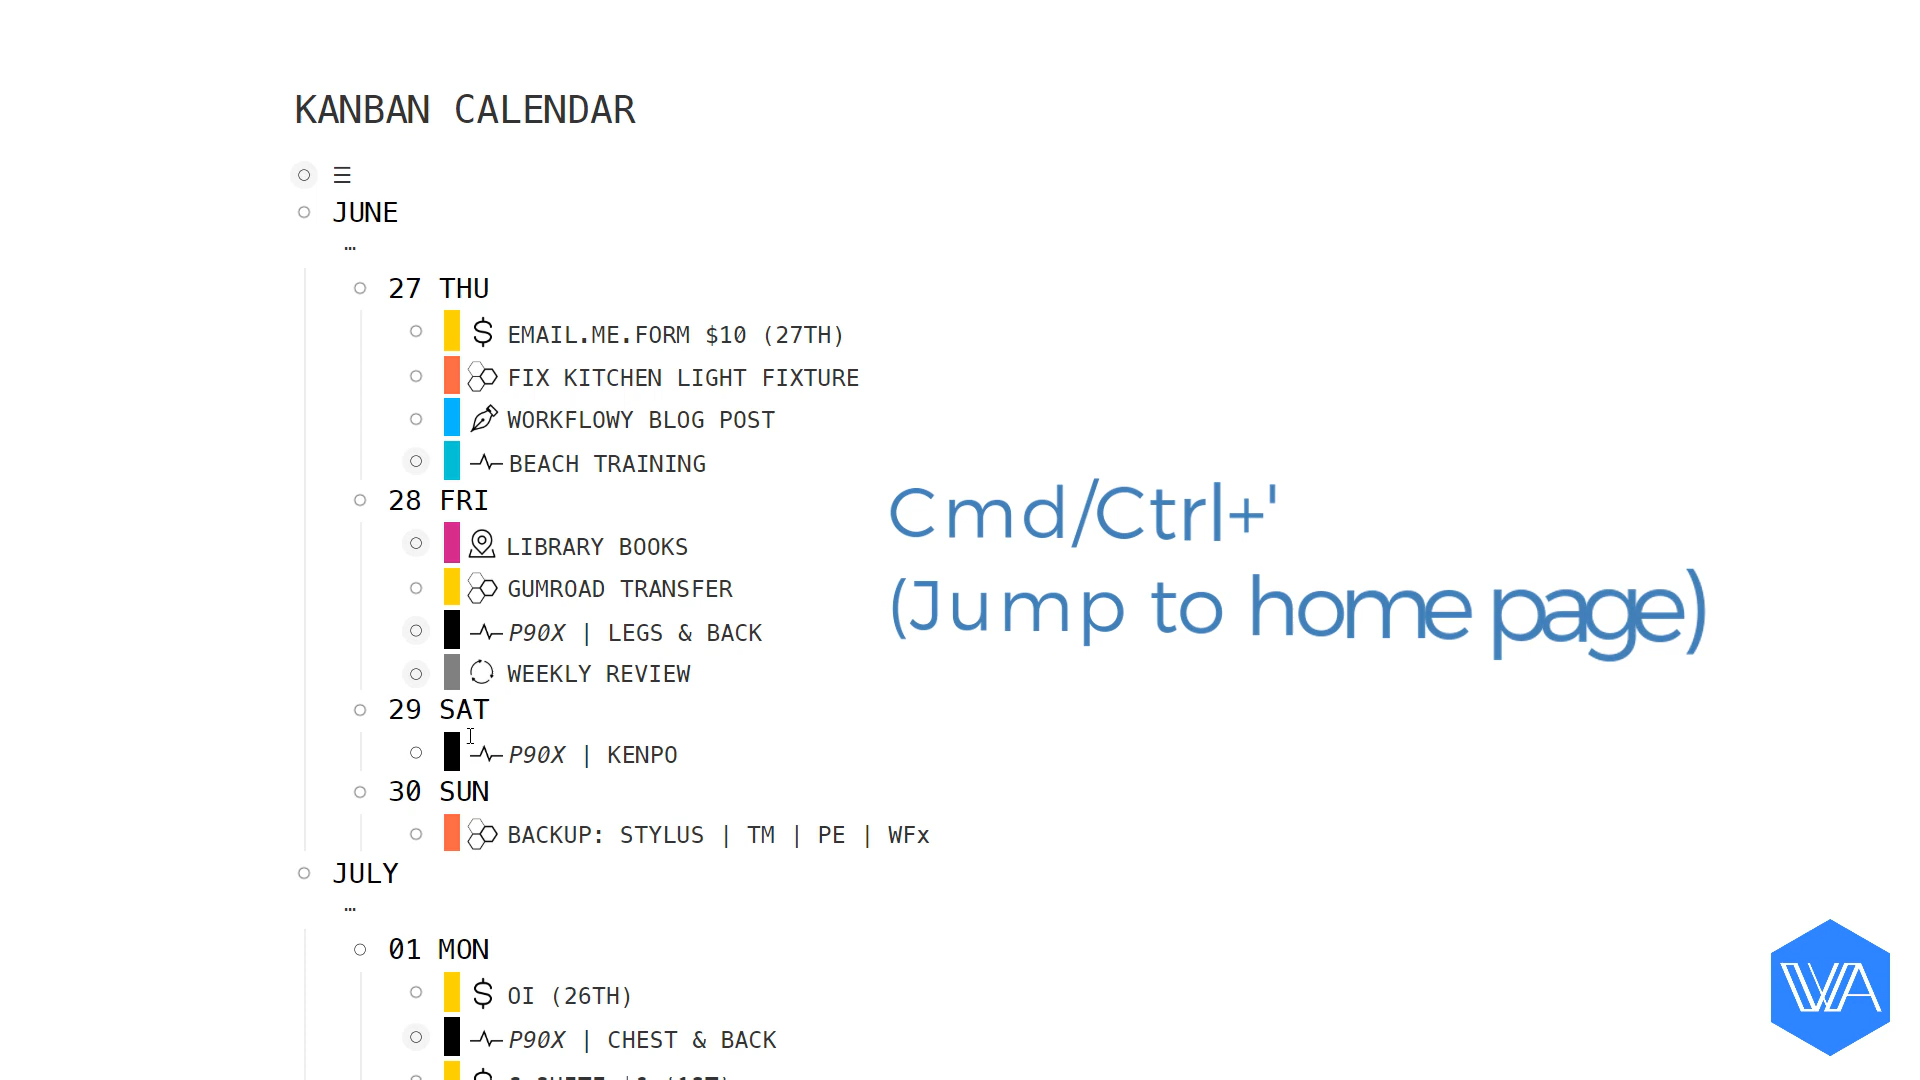 KANBAN CALENDAR
JUNE
...
27 THU
$ EMAIL.ME.FORM $10 (27TH)
FIX KITCHEN LIGHT FIXTURE
WORKFLOWY BLOG POST
BEACH TRAINING
28 FRI
LIBRARY BOOKS
GUMROAD TRANSFER
P90X | LEGS & BACK
WEEKLY REVIEW
29 SAT
P90X | KENPO
30 SUN
BACKUP: STYLUS | TM | PE | WFx
JULY
...
01 MON
$ OI (26TH)
P90X | CHEST & BACK
Cmd/Ctrl+'
(Jump to home page)
WA